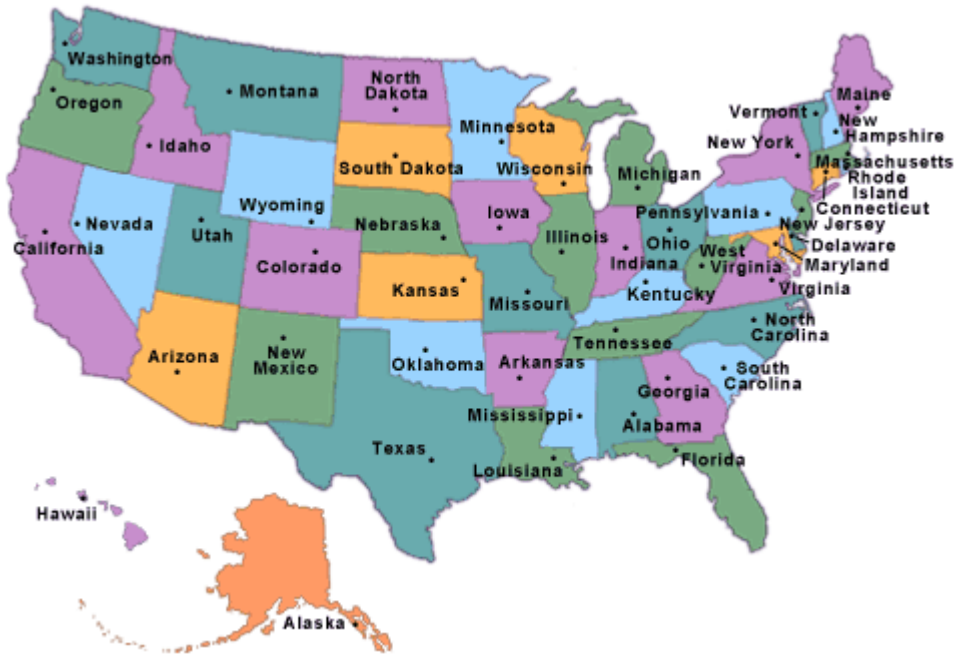 Washington
Oregon
Idaho
Montana
North
Dakota
Minnesota
South Dakota
Wisconsin
Michigan
Maine
Vermont
New
Hampshire
New York
Massachusetts
Rhode
Island
Connecticut
Wyoming
Nevada
Utah
California
Colorado
Nebraska
Iowa
Illinois
Indiana
Ohio
Pennsylvania
New Jersey
Delaware
Maryland
West
Virginia
Virginia
Kansas
Missouri
Kentucky
North
Carolina
Tennessee
Arizona
New
Mexico
Oklahoma
Arkansas
South
Carolina
Georgia
Mississippi
Alabama
Texas
Louisiana
Florida
Hawaii
Alaska